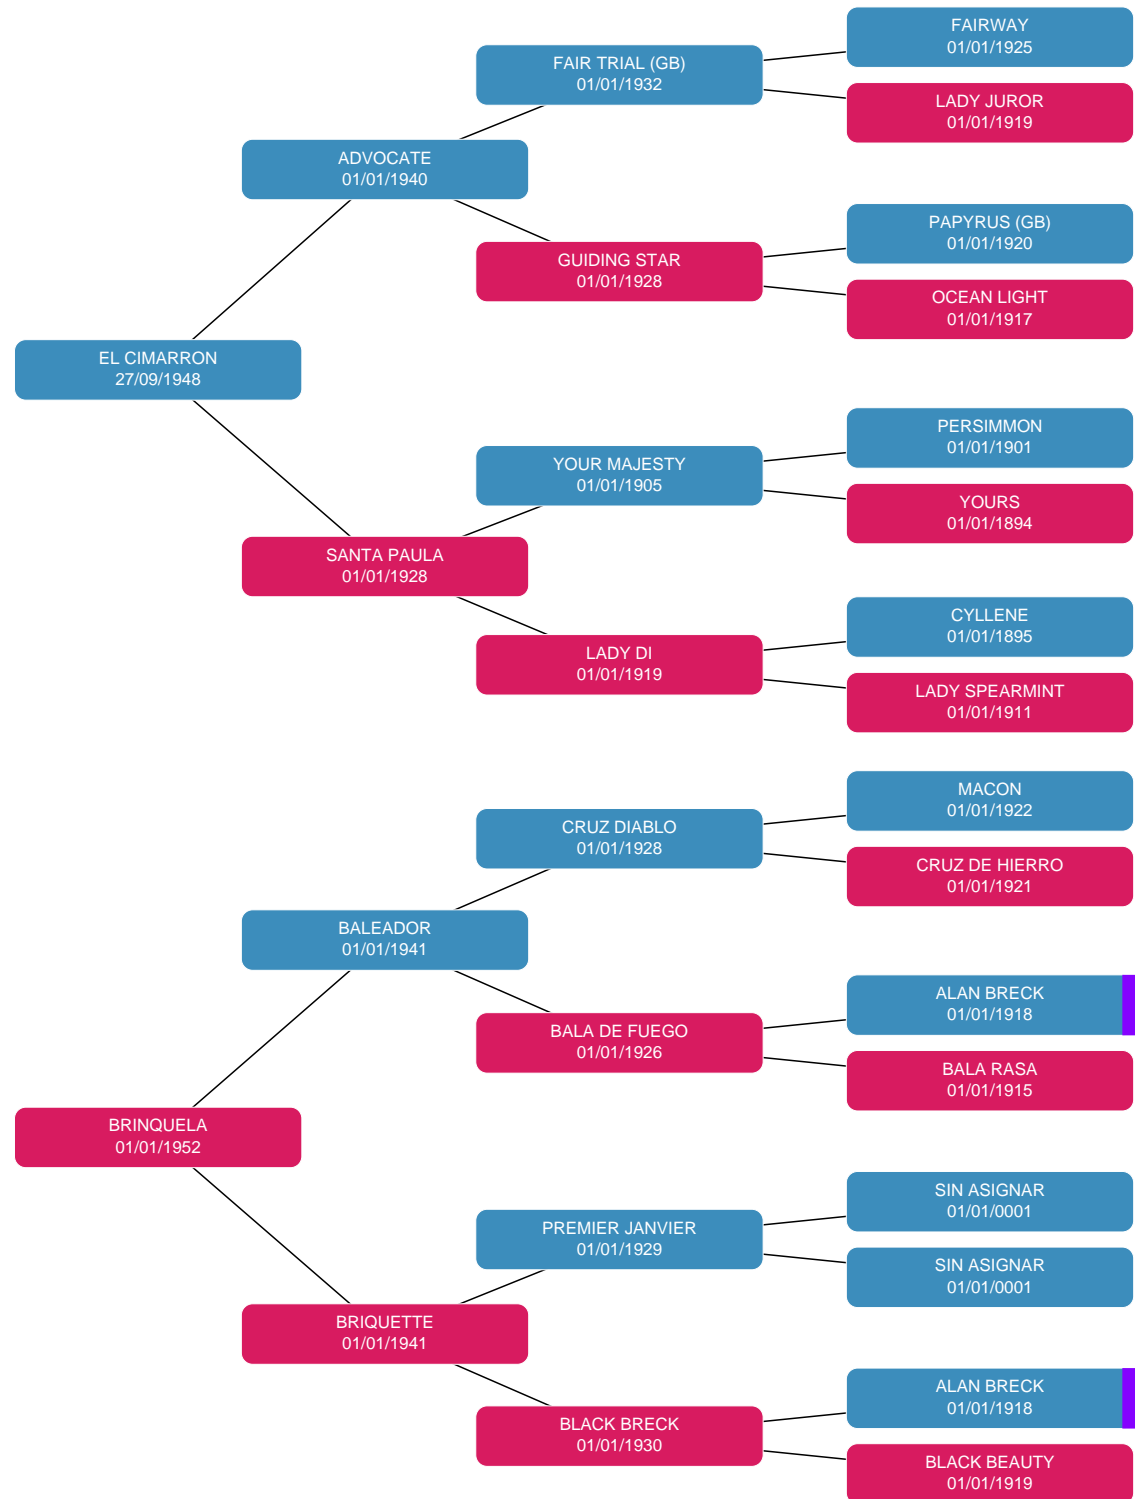 FAIRWAY
01/01/1925
FAIR TRIAL (GB)
01/01/1932
LADY JUROR
01/01/1919
ADVOCATE
01/01/1940
PAPYRUS (GB)
01/01/1920
GUIDING STAR
01/01/1928
OCEAN LIGHT
01/01/1917
EL CIMARRON
27/09/1948
PERSIMMON
01/01/1901
YOUR MAJESTY
01/01/1905
YOURS
01/01/1894
SANTA PAULA
01/01/1928
CYLLENE
01/01/1895
LADY DI
01/01/1919
LADY SPEARMINT
01/01/1911
MACON
01/01/1922
CRUZ DIABLO
01/01/1928
CRUZ DE HIERRO
01/01/1921
BALEADOR
01/01/1941
ALAN BRECK
01/01/1918
BALA DE FUEGO
01/01/1926
BALA RASA
01/01/1915
BRINQUELA
01/01/1952
SIN ASIGNAR
01/01/0001
PREMIER JANVIER
01/01/1929
SIN ASIGNAR
01/01/0001
BRIQUETTE
01/01/1941
ALAN BRECK
01/01/1918
BLACK BRECK
01/01/1930
BLACK BEAUTY
01/01/1919